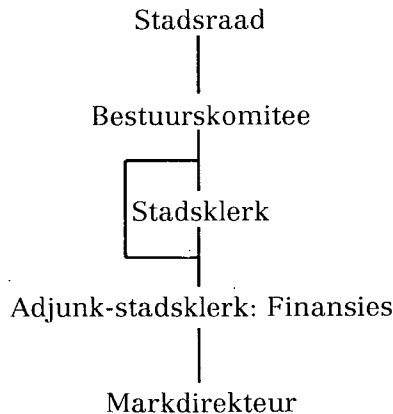 Stadsraad
Bestuurskomitee
Stadsklerk
Adjunk-stadsklerk: Finansies
Markdirekteur